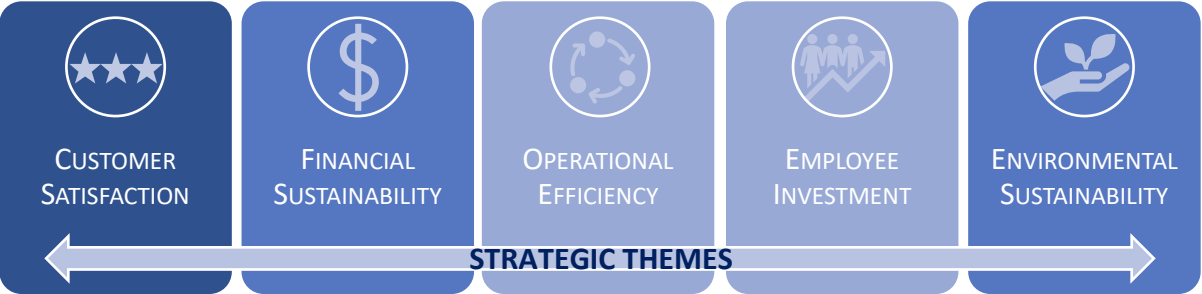 CUSTOMER
SATISFACTION
FINANCIAL
SUSTAINABILITY
OPERATIONAL
EFFICIENCY
EMPLOYEE
INVESTMENT
ENVIRONMENTAL
SUSTAINABILITY
STRATEGIC THEMES